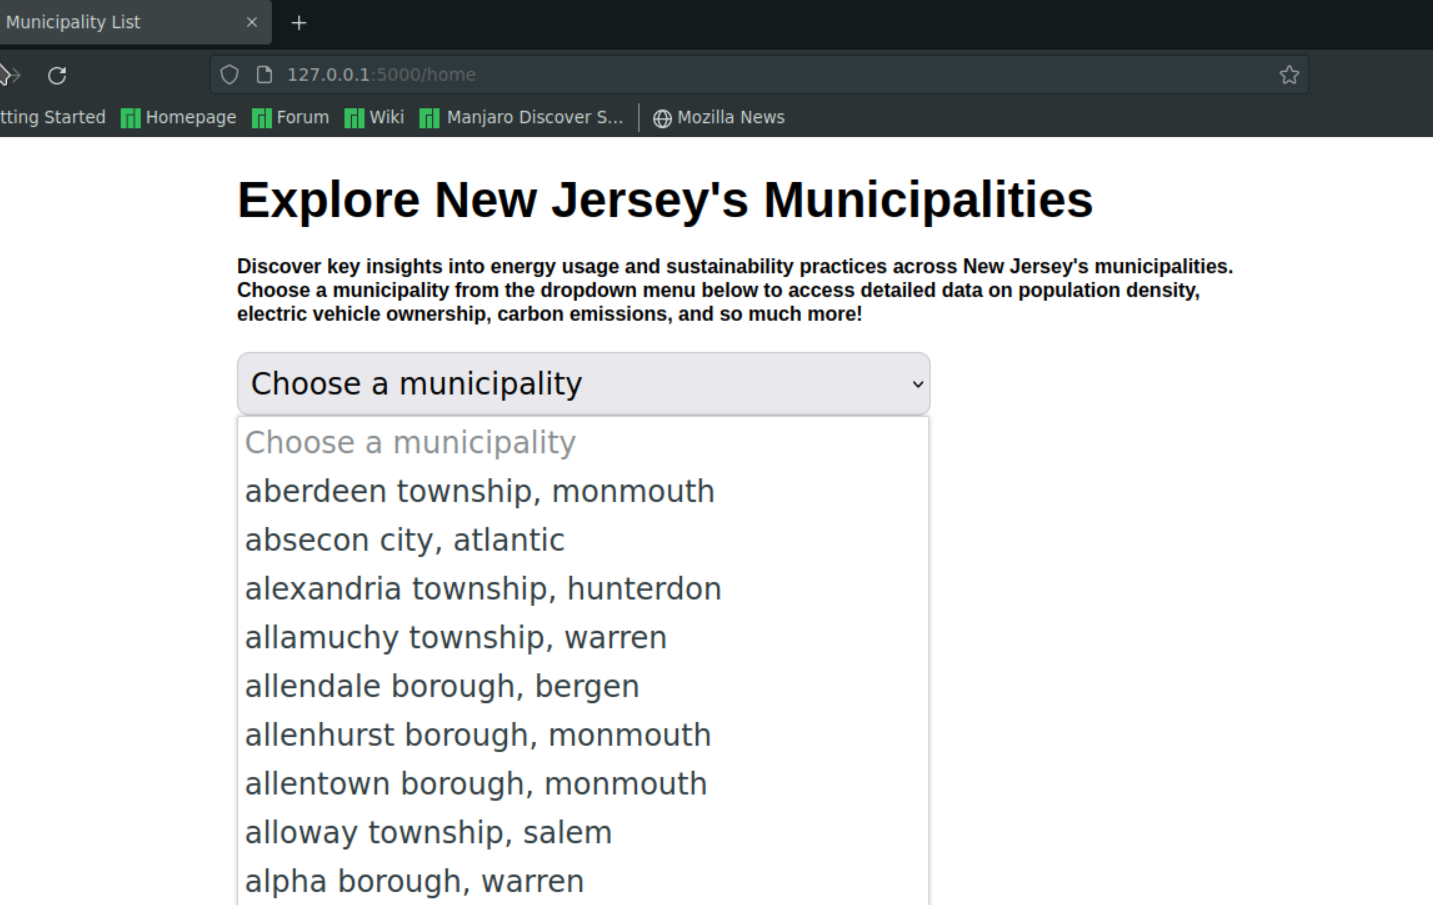 Municipality List
127.0.0.1:5000/home
tting Started Homepage Forum Wiki Manjaro Discover S... Mozilla News
Explore New Jersey's Municipalities
Discover key insights into energy usage and sustainability practices across New Jersey's municipalities.
Choose a municipality from the dropdown menu below to access detailed data on population density,
electric vehicle ownership, carbon emissions, and so much more!
Choose a municipality
Choose a municipality
aberdeen township, monmouth
absecon city, atlantic
alexandria township, hunterdon
allamuchy township, warren
allendale borough, bergen
allenhurst borough, monmouth
allentown borough, monmouth
alloway township, salem
alpha borough, warren